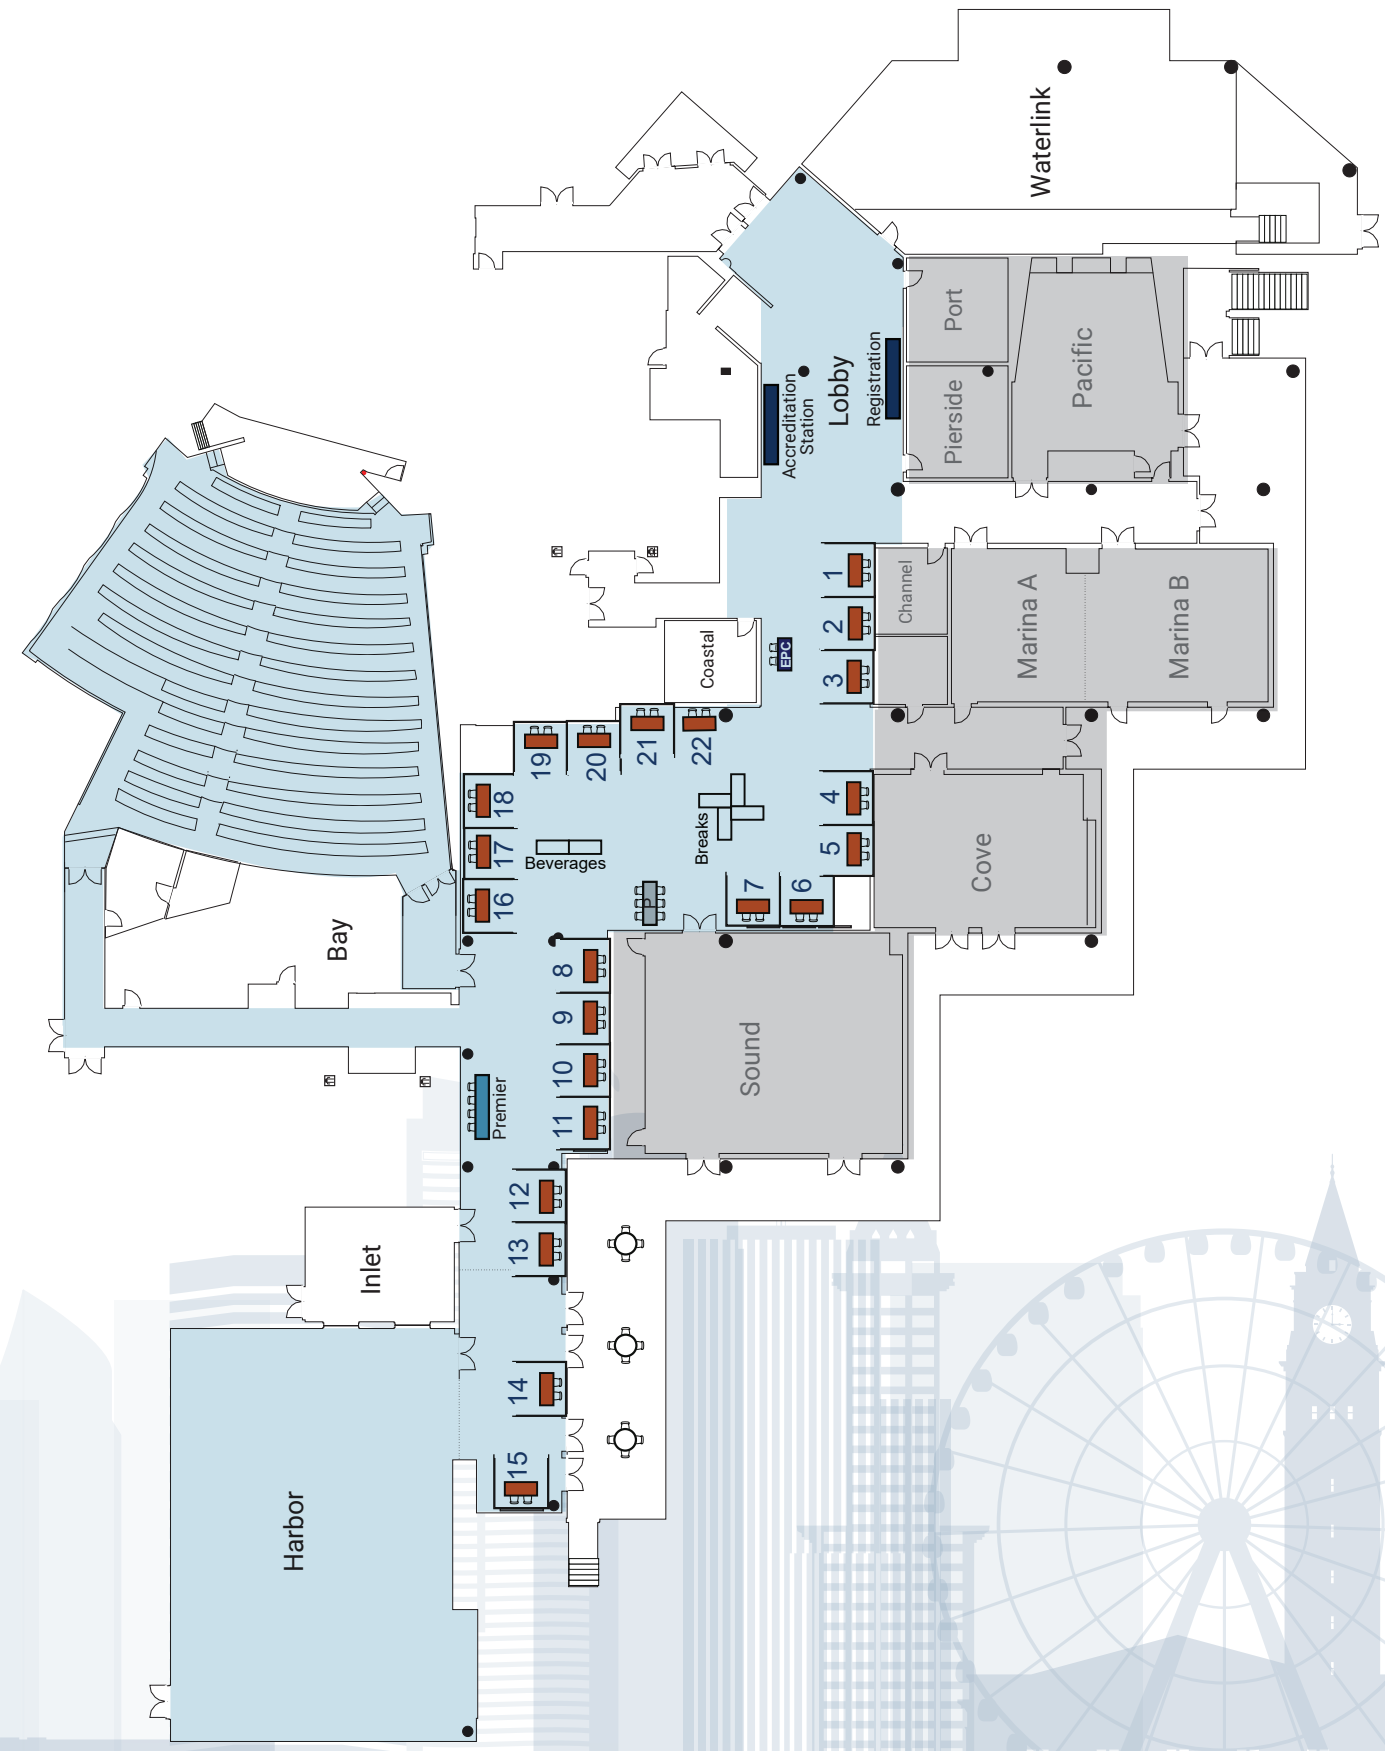 Waterlink
Port
Pacific
Pierside
Registration
Lobby
Accreditation
Station
Channel
Marina A
Marina B
1
2
3
EPC
Coastal
22
21
20
19
18
17
16
4
5
6
7
Breaks
Beverages
P
Cove
Bay
8
9
10
11
Sound
Premier
12
13
Inlet
14
15
Harbor